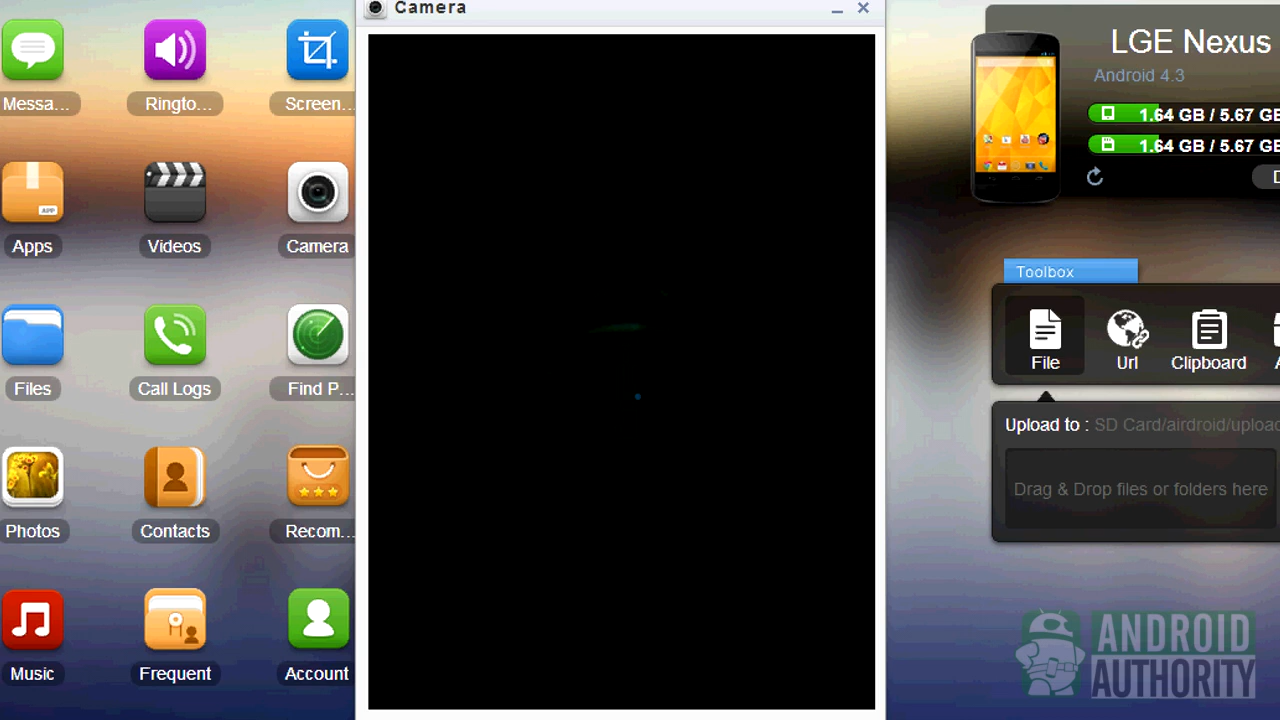 Camera
Messa...
Ringto...
Screen...
Apps
APP
Videos
Camera
Files
Call Logs
Find P...
Photos
Contacts
Recom...
Music
Frequent
Account
LGE Nexus
Android 4.3
1.64 GB / 5.67 GB
1.64 GB / 5.67 GB
Toolbox
File
Url
Clipboard
Upload to : SD Card/airdroid/upload
Drag & Drop files or folders here
ANDROID
AUTHORITY